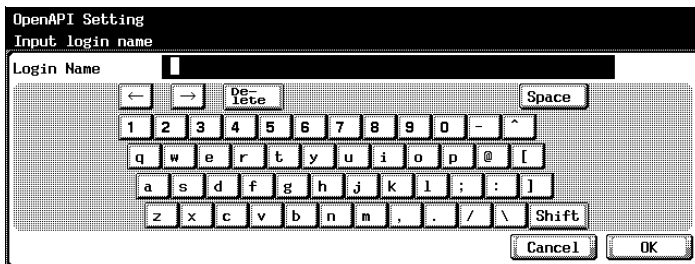 OpenAPI Setting
Input login name
Login Name
← → De-
lete Space
1 2 3 4 5 6 7 8 9 0 - ^
q w e r t y u i o p @ [
a s d f g h j k l ; : ]
z x c v b n m , . / \ Shift
Cancel OK